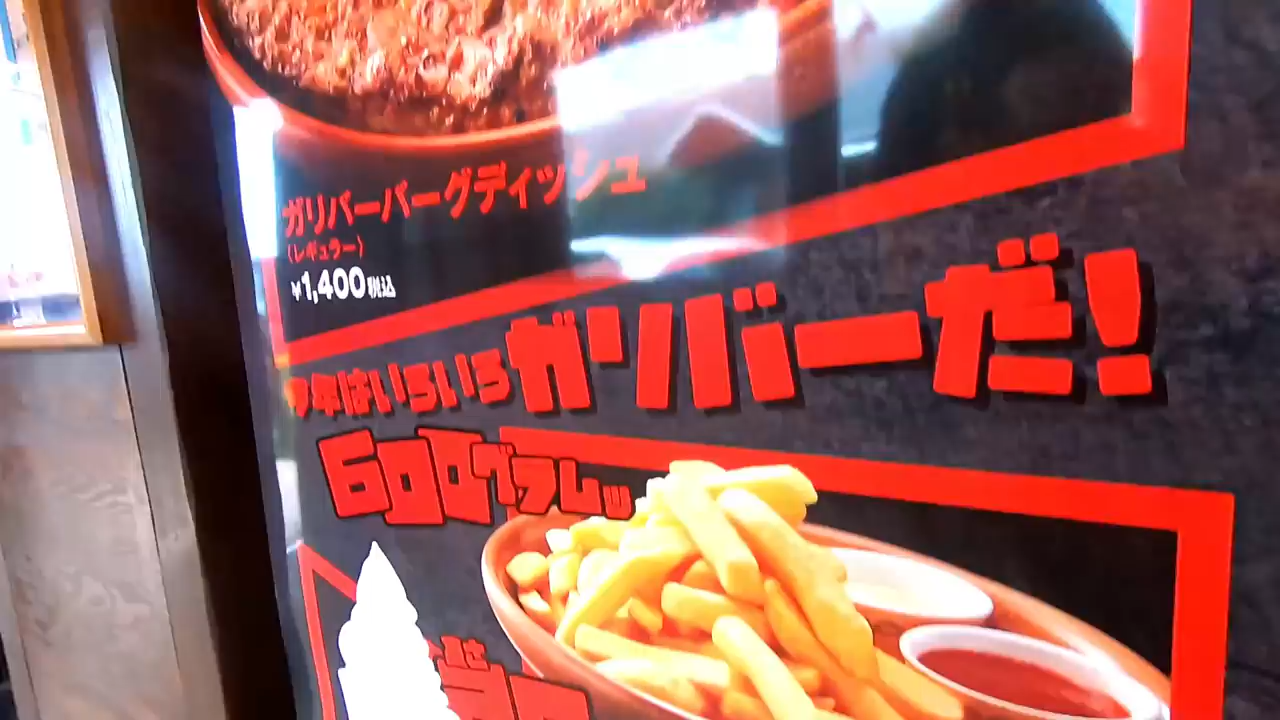 ガリバーバーグディッシュ
(レギュラー)
¥1,400税込
今年はいろいろガリバーだ!
600グラムw